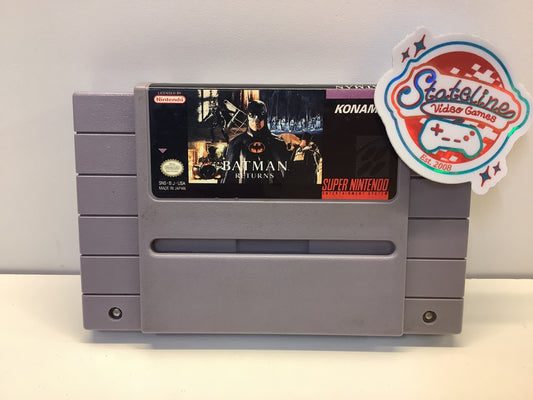 LICENSED BY
Nintendo
KONAMI
BATMAN
RETURNS
SNS-BJ-USA
MADE IN JAPAN
SUPER NINTENDO
ENTERTAINMENT SYSTEM
Stateline
Video Games
Est. 2008